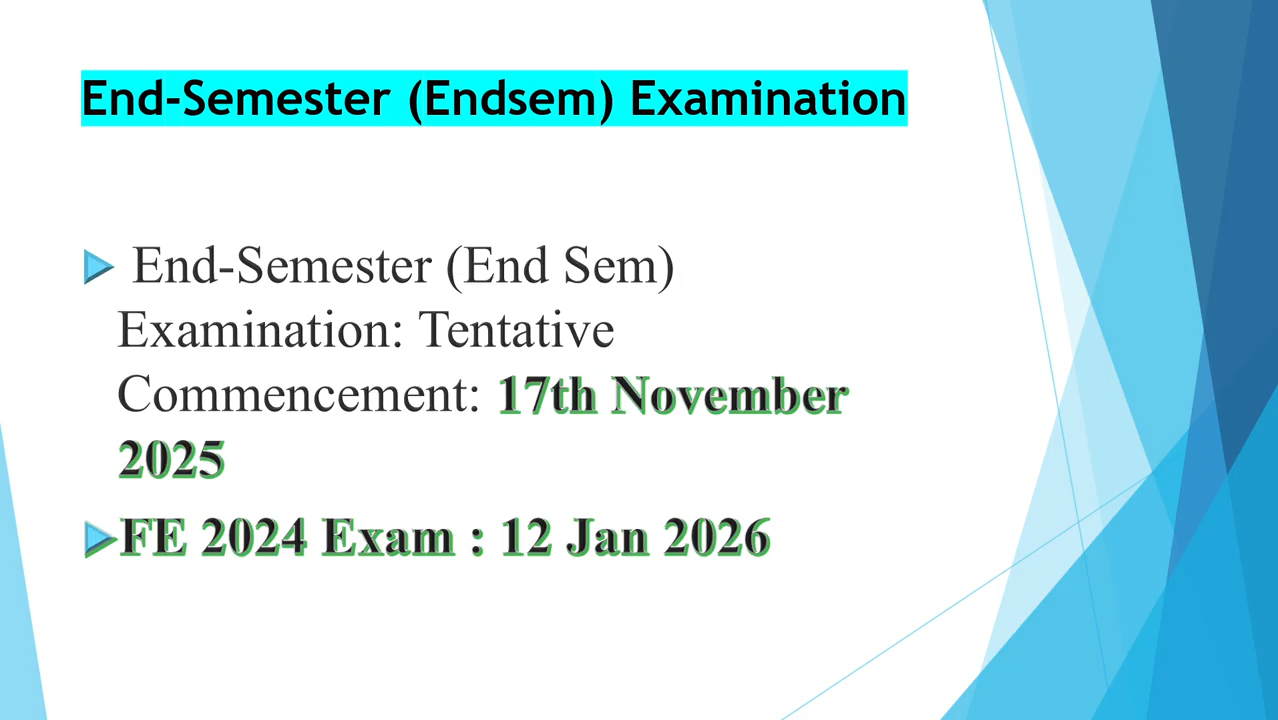 End-Semester (Endsem) Examination
End-Semester (End Sem)
Examination: Tentative
Commencement: 17th November
2025
FE 2024 Exam : 12 Jan 2026